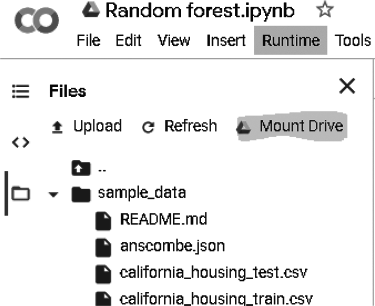 Random forest.ipynb
File Edit View Insert Runtime Tools
Files
Upload Refresh Mount Drive
..
sample_data
README.md
anscombe.json
california_housing_test.csv
california_housing_train.csv